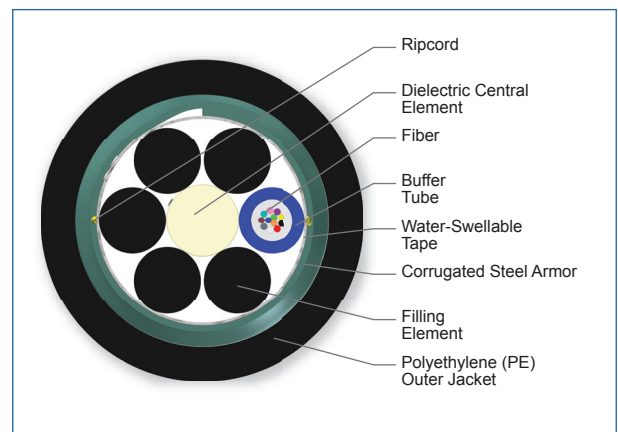 Ripcord
Dielectric Central
Element
Fiber
Buffer
Tube
Water-Swellable
Tape
Corrugated Steel Armor
Filling
Element
Polyethylene (PE)
Outer Jacket